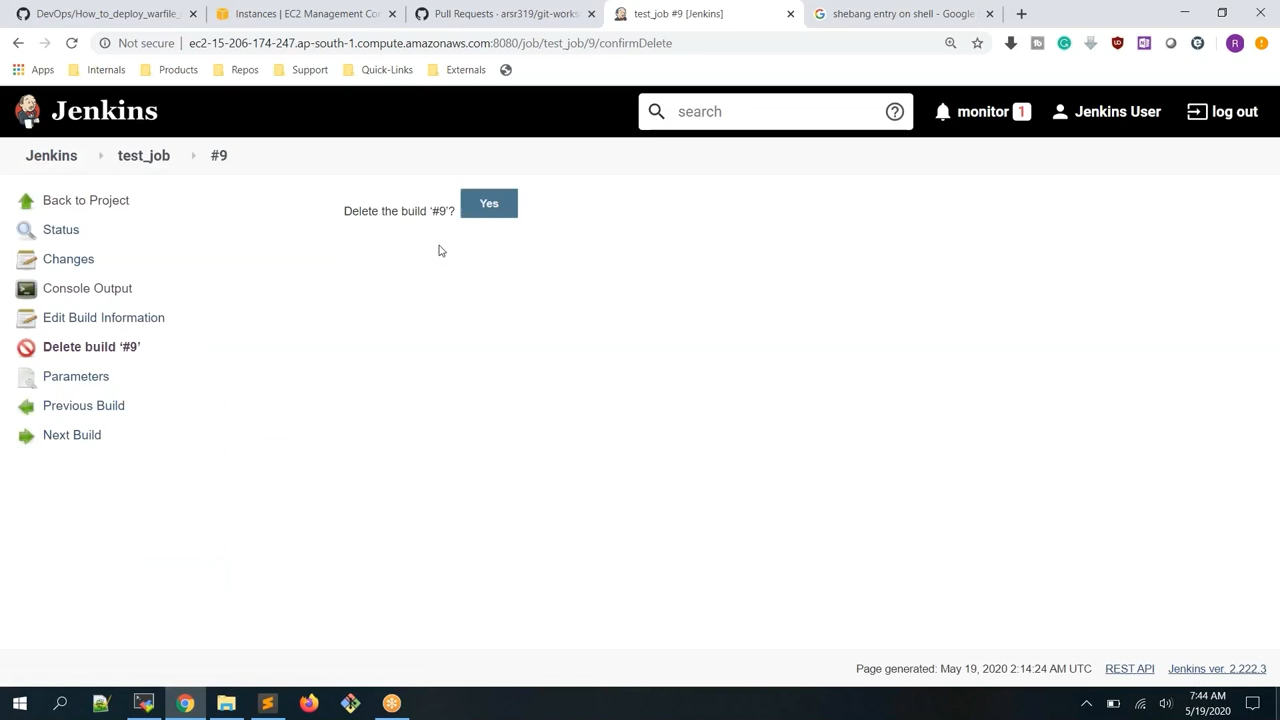 DevOps/How_to_deploy_warfile_
Instances | EC2 Management Co
Pull Requests · arsr319/git-works
test_job #9 [Jenkins]
shebang entry on shell - Google
Not secure | ec2-15-206-174-247.ap-south-1.compute.amazonaws.com:8080/job/test_job/9/confirmDelete
R
Apps
Internals
Products
Repos
Support
Quick-Links
Externals
Jenkins
search
monitor 1
Jenkins User
log out
Jenkins
test_job
#9
Back to Project
Status
Changes
Console Output
Edit Build Information
Delete build ‘#9’
Parameters
Previous Build
Next Build
Delete the build ‘#9’?
Yes
Page generated: May 19, 2020 2:14:24 AM UTC
REST API
Jenkins ver. 2.222.3
7:44 AM
5/19/2020